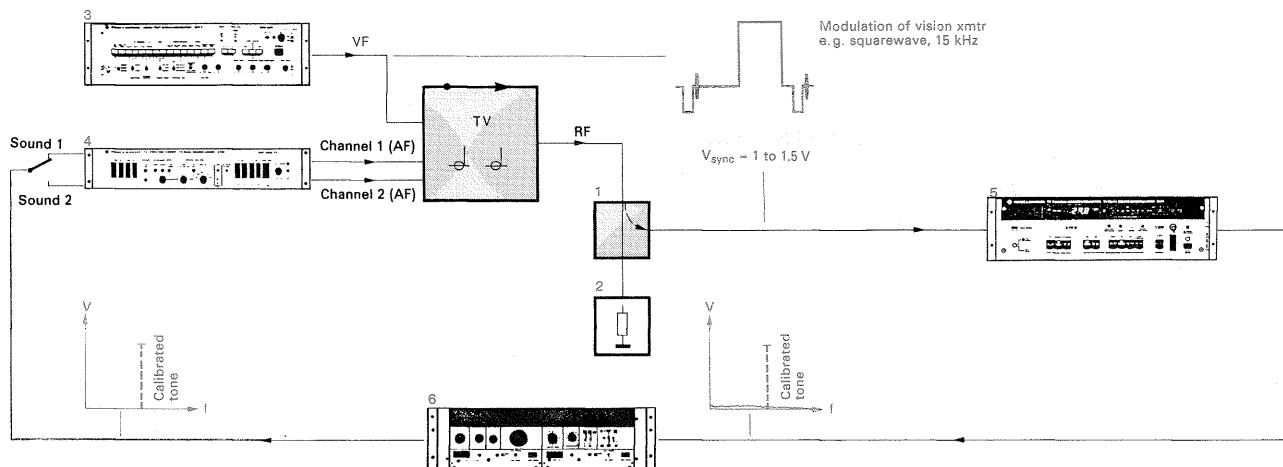 3
VF
Modulation of vision xmtr
e.g. squarewave, 15 kHz
TV
RF
Sound 1
4
Channel 1 (AF)
Sound 2
Channel 2 (AF)
V_sync = 1 to 1.5 V
1
5
2
V
Calibrated
tone
f
V
Calibrated
tone
f
6